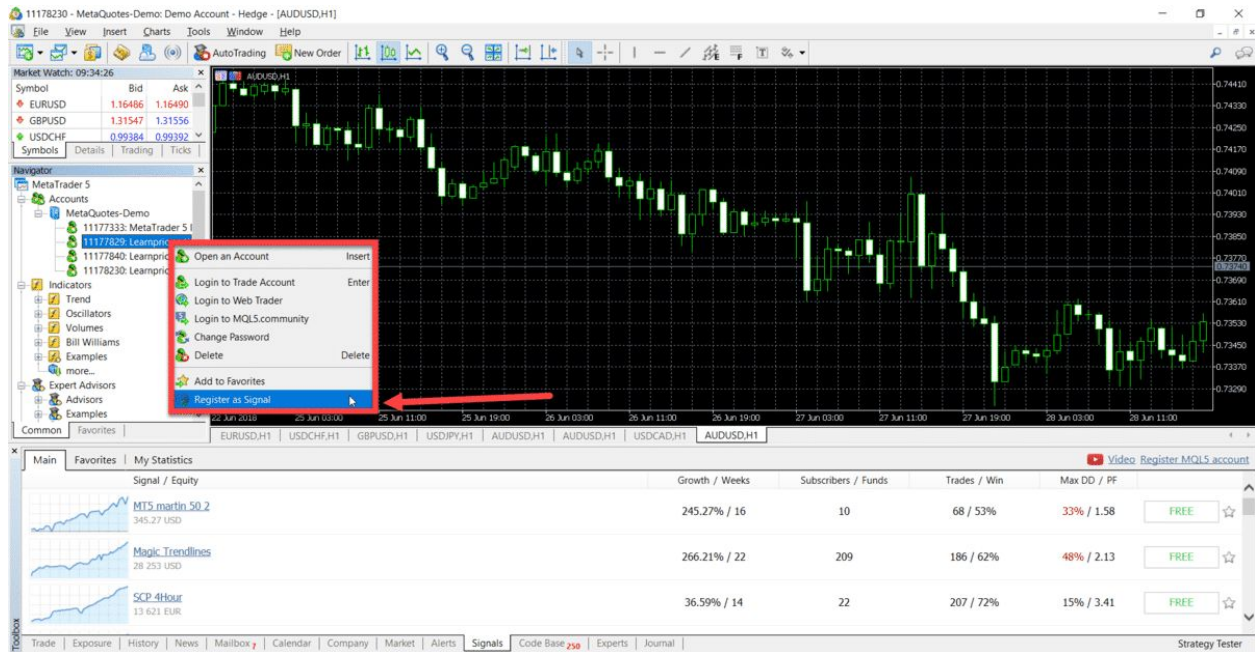 11178230 - MetaQuotes-Demo: Demo Account - Hedge - [AUDUSD,H1]
File View Insert Charts Tools Window Help
AutoTrading New Order
Market Watch: 09:34:26
Symbol Bid Ask
EURUSD 1.16486 1.16490
GBPUSD 1.31547 1.31556
USDCHF 0.99384 0.99392
Symbols Details Trading Ticks
Navigator
MetaTrader 5
Accounts
MetaQuotes-Demo
11177333: MetaTrader 5
11177829: Learnpric
11177840: Learnpric
11178230: Learnpric
Indicators
Trend
Oscillators
Volumes
Bill Williams
Examples
more...
Expert Advisors
Advisors
Examples
Common Favorites
Open an Account Insert
Login to Trade Account Enter
Login to Web Trader
Login to MQL5.community
Change Password
Delete Delete
Add to Favorites
Register as Signal
AUDUSD,H1
0.74410
0.74330
0.74250
0.74170
0.74090
0.74010
0.73930
0.73850
0.73770
0.73740
0.73690
0.73610
0.73530
0.73450
0.73370
0.73290
22 Jun 2018 25 Jun 03:00 25 Jun 11:00 25 Jun 19:00 26 Jun 03:00 26 Jun 11:00 26 Jun 19:00 27 Jun 03:00 27 Jun 11:00 27 Jun 19:00 28 Jun 03:00 28 Jun 11:00
EURUSD,H1 USDCHF,H1 GBPUSD,H1 USDJPY,H1 AUDUSD,H1 AUDUSD,H1 USDCAD,H1 AUDUSD,H1
Main Favorites My Statistics Video Register MQL5 account
Signal / Equity Growth / Weeks Subscribers / Funds Trades / Win Max DD / PF
MT5 martin 50 2 245.27% / 16 10 68 / 53% 33% / 1.58 FREE
345.27 USD
Magic Trendlines 266.21% / 22 209 186 / 62% 48% / 2.13 FREE
28 253 USD
SCP 4Hour 36.59% / 14 22 207 / 72% 15% / 3.41 FREE
13 621 EUR
Toolbox
Trade Exposure History News Mailbox 7 Calendar Company Market Alerts Signals Code Base 250 Experts Journal Strategy Tester